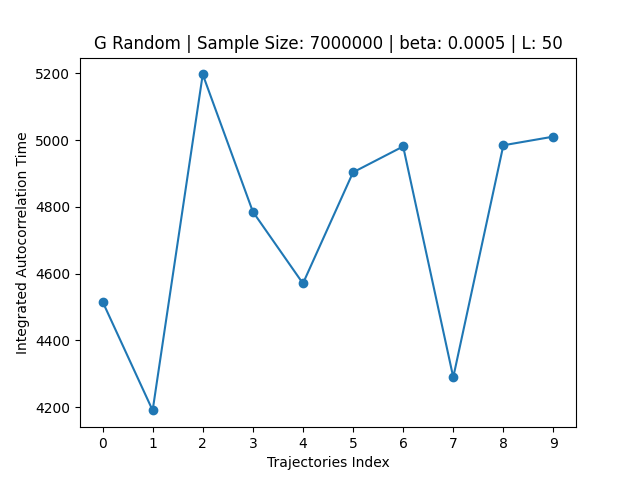 G Random | Sample Size: 7000000 | beta: 0.0005 | L: 50
5200
5000
4800
4600
4400
4200
Integrated Autocorrelation Time
0 1 2 3 4 5 6 7 8 9
Trajectories Index